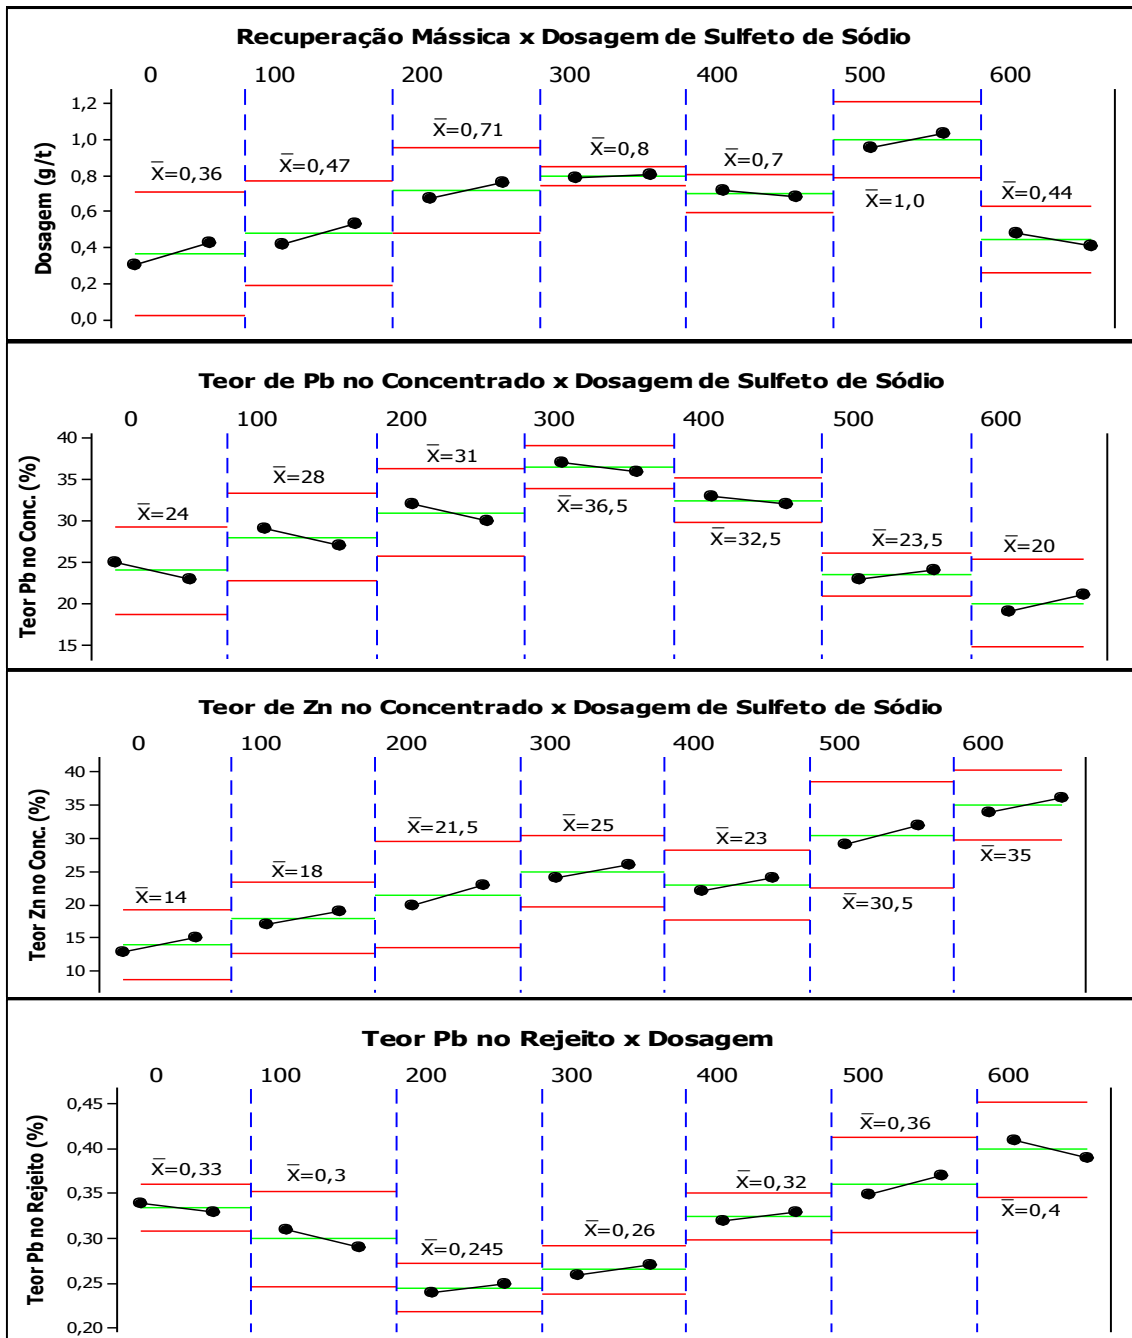 Recuperação Mássica x Dosagem de Sulfeto de Sódio
0 100 200 300 400 500 600
Dosagem (g/t)
1,2
1,0
0,8
0,6
0,4
0,2
0,0
X̄=0,36
X̄=0,47
X̄=0,71
X̄=0,8
X̄=0,7
X̄=1,0
X̄=0,44
Teor de Pb no Concentrado x Dosagem de Sulfeto de Sódio
0 100 200 300 400 500 600
Teor Pb no Conc. (%)
40
35
30
25
20
15
X̄=24
X̄=28
X̄=31
X̄=36,5
X̄=32,5
X̄=23,5
X̄=20
Teor de Zn no Concentrado x Dosagem de Sulfeto de Sódio
0 100 200 300 400 500 600
Teor Zn no Conc. (%)
40
35
30
25
20
15
10
X̄=14
X̄=18
X̄=21,5
X̄=25
X̄=23
X̄=30,5
X̄=35
Teor Pb no Rejeito x Dosagem
0 100 200 300 400 500 600
Teor Pb no Rejeito (%)
0,45
0,40
0,35
0,30
0,25
0,20
X̄=0,33
X̄=0,3
X̄=0,245
X̄=0,26
X̄=0,32
X̄=0,36
X̄=0,4